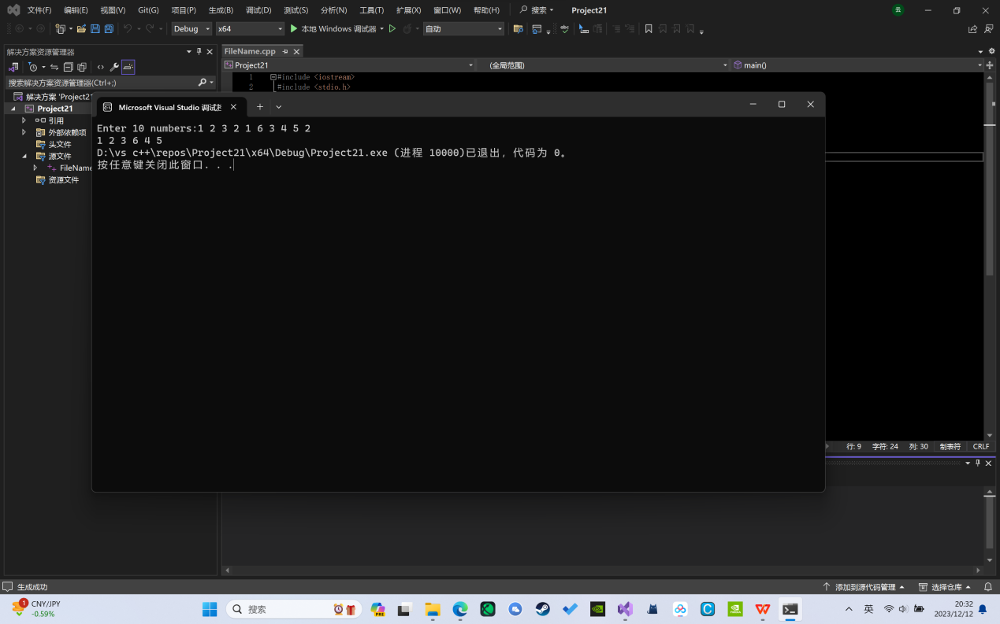 文件(F) 编辑(E) 视图(V) Git(G) 项目(P) 生成(B) 调试(D) 测试(S) 分析(N) 工具(T) 扩展(X) 窗口(W) 帮助(H) 搜索 Project21 云
Debug x64 本地 Windows 调试器 自动
解决方案资源管理器
FileName.cpp
Project21 (全局范围) main()
搜索解决方案资源管理器(Ctrl+;)
1 #include <iostream>
2 #include <stdio.h>
解决方案 'Project21
Project21
引用
外部依赖项
头文件
源文件
FileName
资源文件
Microsoft Visual Studio 调试控
Enter 10 numbers:1 2 3 2 1 6 3 4 5 2
1 2 3 6 4 5
D:\vs c++\repos\Project21\x64\Debug\Project21.exe (进程 10000)已退出，代码为 0。
按任意键关闭此窗口. . .
行: 9 字符: 24 列: 30 制表符 CRLF
生成成功 添加到源代码管理 选择仓库
1 CNY/JPY
-0.59%
搜索
PRE
英
20:32
2023/12/12